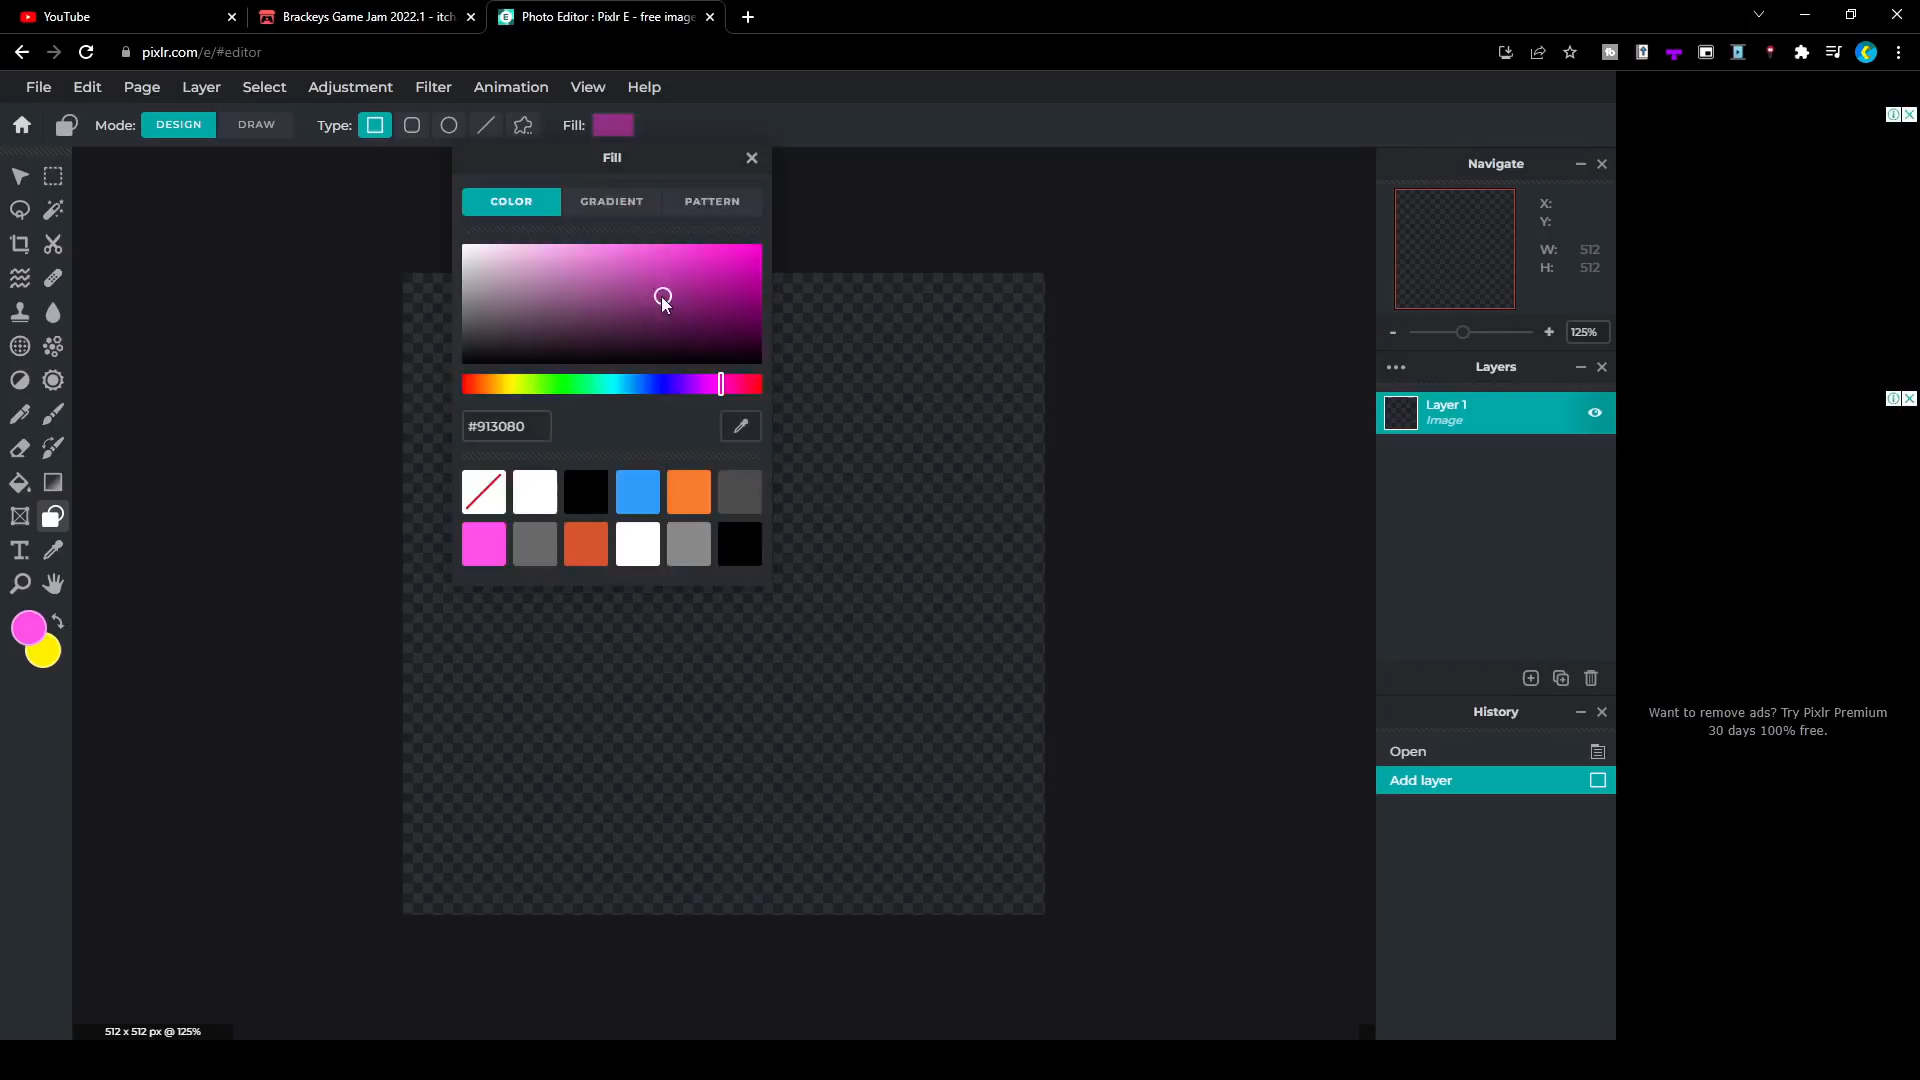 YouTube
Brackeys Game Jam 2022.1 - itch
Photo Editor : Pixlr E - free image
pixlr.com/e/#editor
File Edit Page Layer Select Adjustment Filter Animation View Help
Mode: DESIGN DRAW Type: Fill:
Fill
COLOR GRADIENT PATTERN
#913080
Navigate
X:
Y:
W: 512
H: 512
- + 125%
Layers
Layer 1
Image
History
Open
Add layer
Want to remove ads? Try Pixlr Premium
30 days 100% free.
512 x 512 px @ 125%